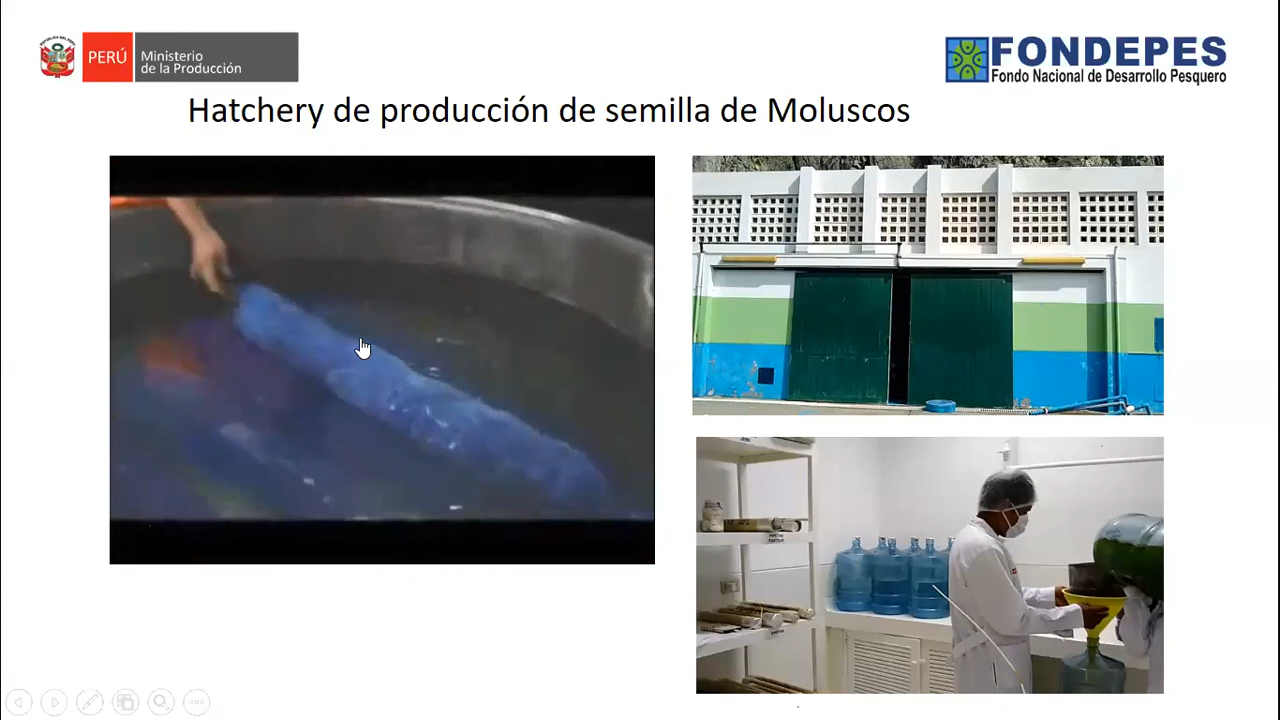 PERÚ
Ministerio
de la Producción
FONDEPES
Fondo Nacional de Desarrollo Pesquero
Hatchery de producción de semilla de Moluscos